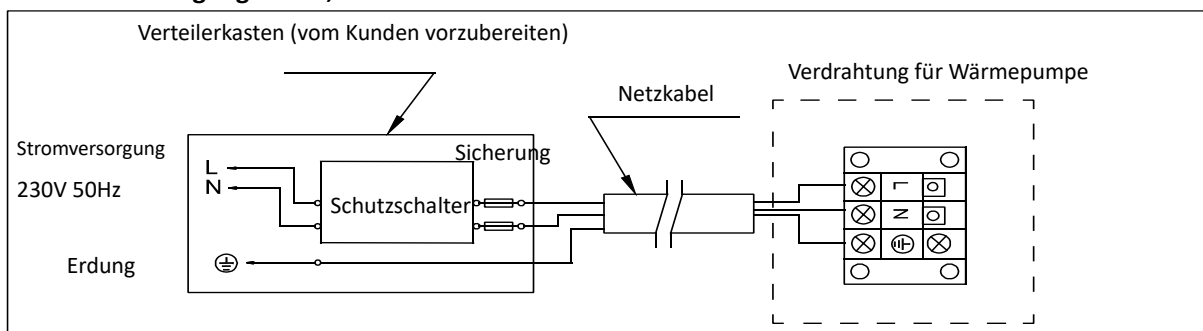 Verteilerkasten (vom Kunden vorzubereiten)
Verdrahtung für Wärmepumpe
Netzkabel
Stromversorgung
230V 50Hz
L
N
Sicherung
Schutzschalter
Erdung
L
N